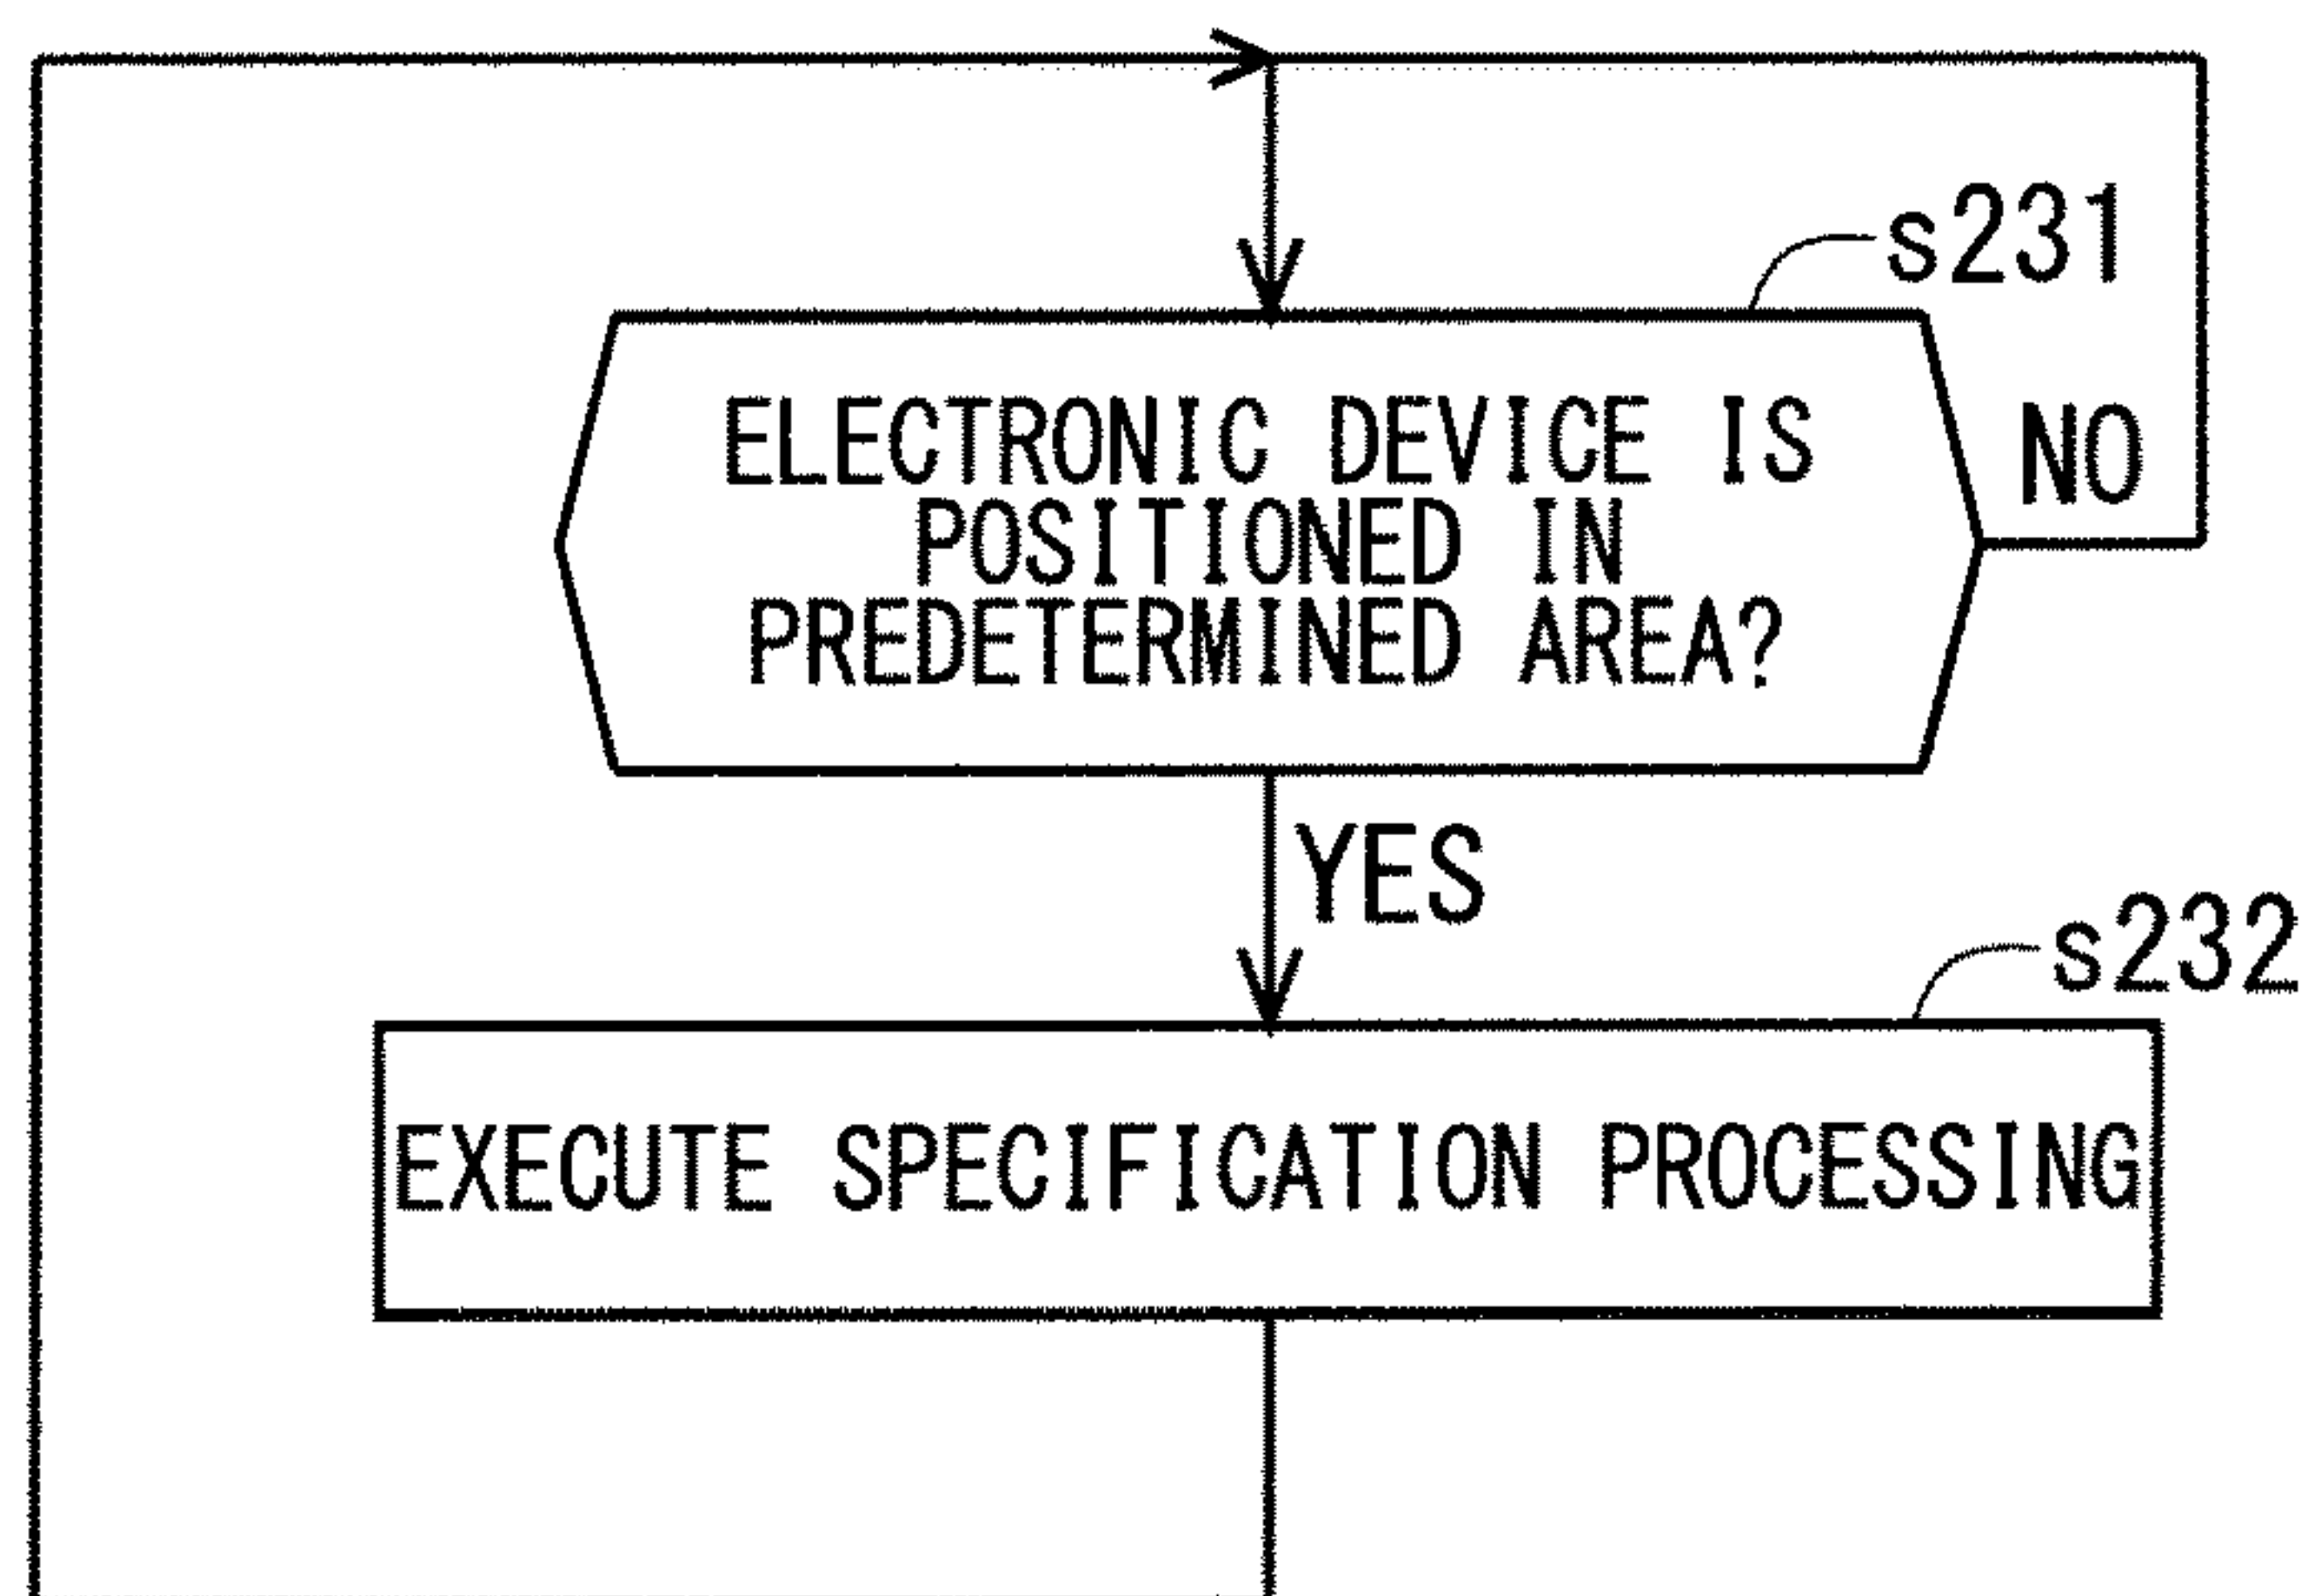 s231
ELECTRONIC DEVICE IS
POSITIONED IN
PREDETERMINED AREA?
NO
YES
s232
EXECUTE SPECIFICATION PROCESSING